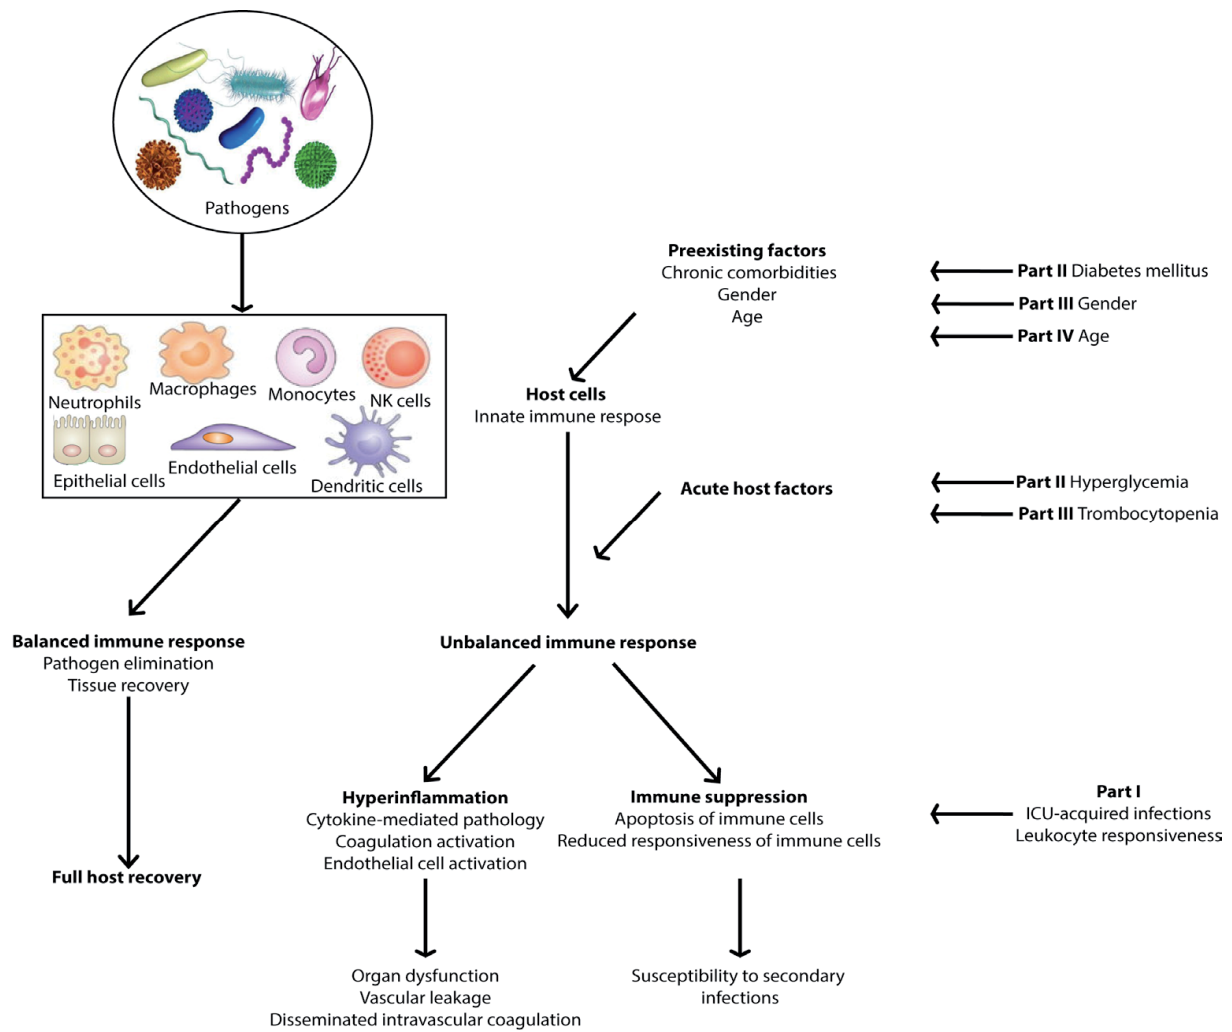 Pathogens
Neutrophils
Macrophages
Monocytes
NK cells
Epithelial cells
Endothelial cells
Dendritic cells
Balanced immune response
Pathogen elimination
Tissue recovery
Full host recovery
Preexisting factors
Chronic comorbidities
Gender
Age
Part II Diabetes mellitus
Part III Gender
Part IV Age
Host cells
Innate immune respose
Acute host factors
Part II Hyperglycemia
Part III Trombocytopenia
Unbalanced immune response
Hyperinflammation
Cytokine-mediated pathology
Coagulation activation
Endothelial cell activation
Organ dysfunction
Vascular leakage
Disseminated intravascular coagulation
Immune suppression
Apoptosis of immune cells
Reduced responsiveness of immune cells
Susceptibility to secondary
infections
Part I
ICU-acquired infections
Leukocyte responsiveness